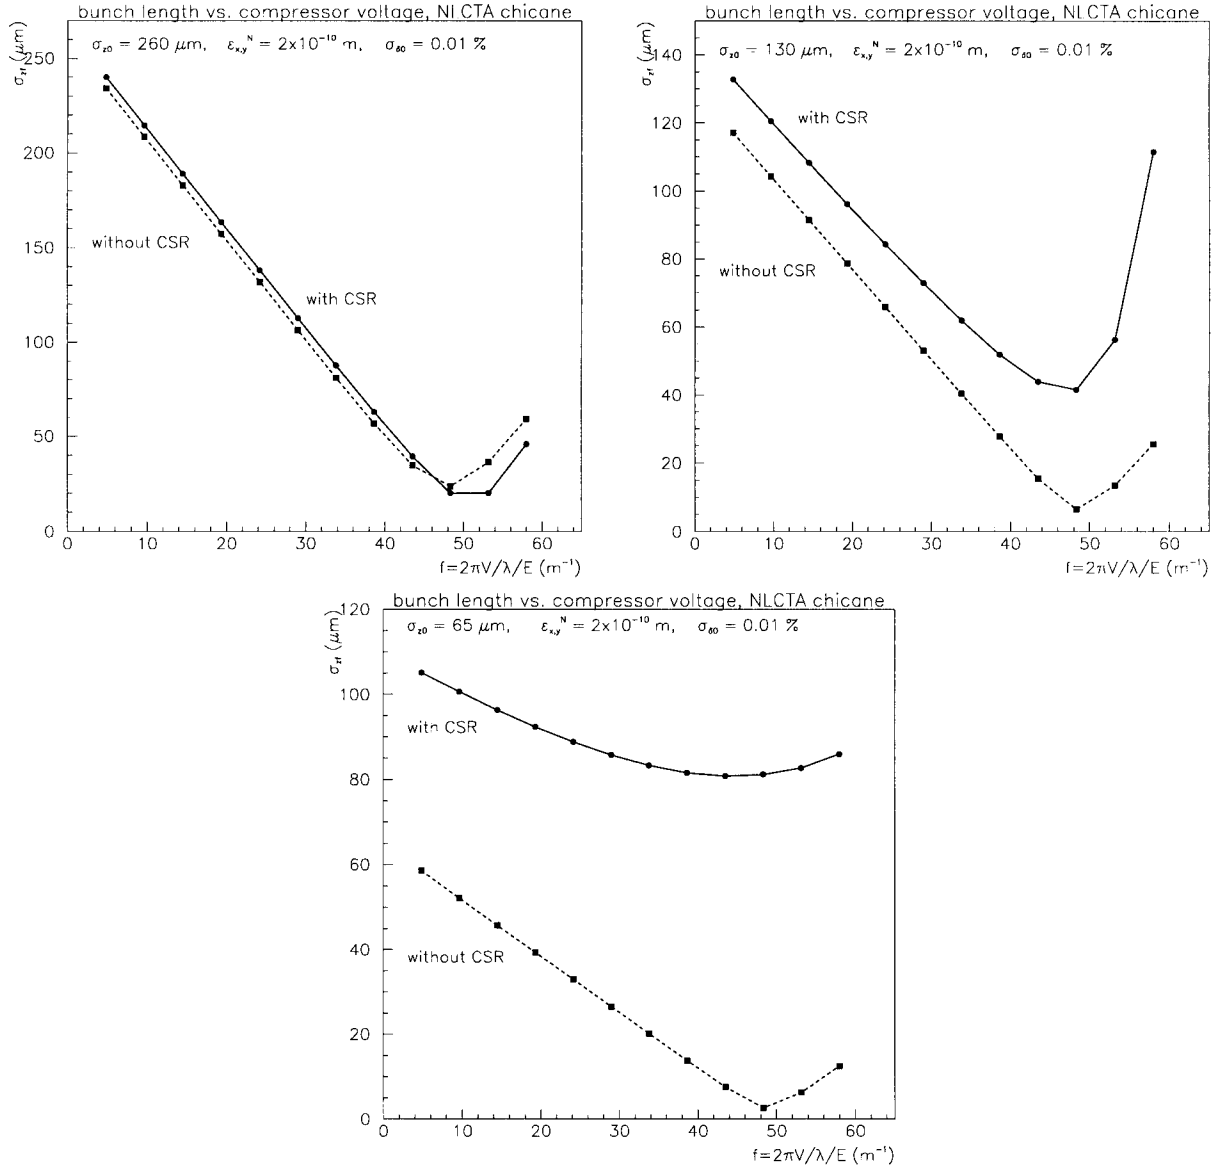 bunch length vs. compressor voltage, NLCTA chicane
σz0 = 260 μm, εx,y^N = 2x10^-10 m, σδ0 = 0.01 %
σzf (μm)
250
200
150
100
50
0
without CSR
with CSR
0 10 20 30 40 50 60
f=2πV/λ/E (m^-1)
bunch length vs. compressor voltage, NLCTA chicane
σz0 = 130 μm, εx,y^N = 2x10^-10 m, σδ0 = 0.01 %
σzf (μm)
140
120
100
80
60
40
20
0
with CSR
without CSR
0 10 20 30 40 50 60
f=2πV/λ/E (m^-1)
bunch length vs. compressor voltage, NLCTA chicane
σz0 = 65 μm, εx,y^N = 2x10^-10 m, σδ0 = 0.01 %
σzf (μm)
120
100
80
60
40
20
0
with CSR
without CSR
0 10 20 30 40 50 60
f=2πV/λ/E (m^-1)